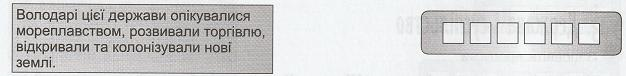 Володарі цієї держави опікувалися
мореплавством, розвивали торгівлю,
відкривали та колонізували нові
землі.